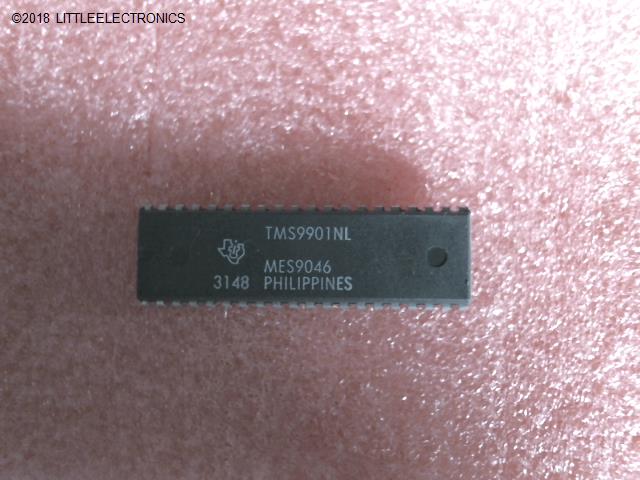 ©2018 LITTLEELECTRONICS
TMS9901NL
MES9046
3148 PHILIPPINES